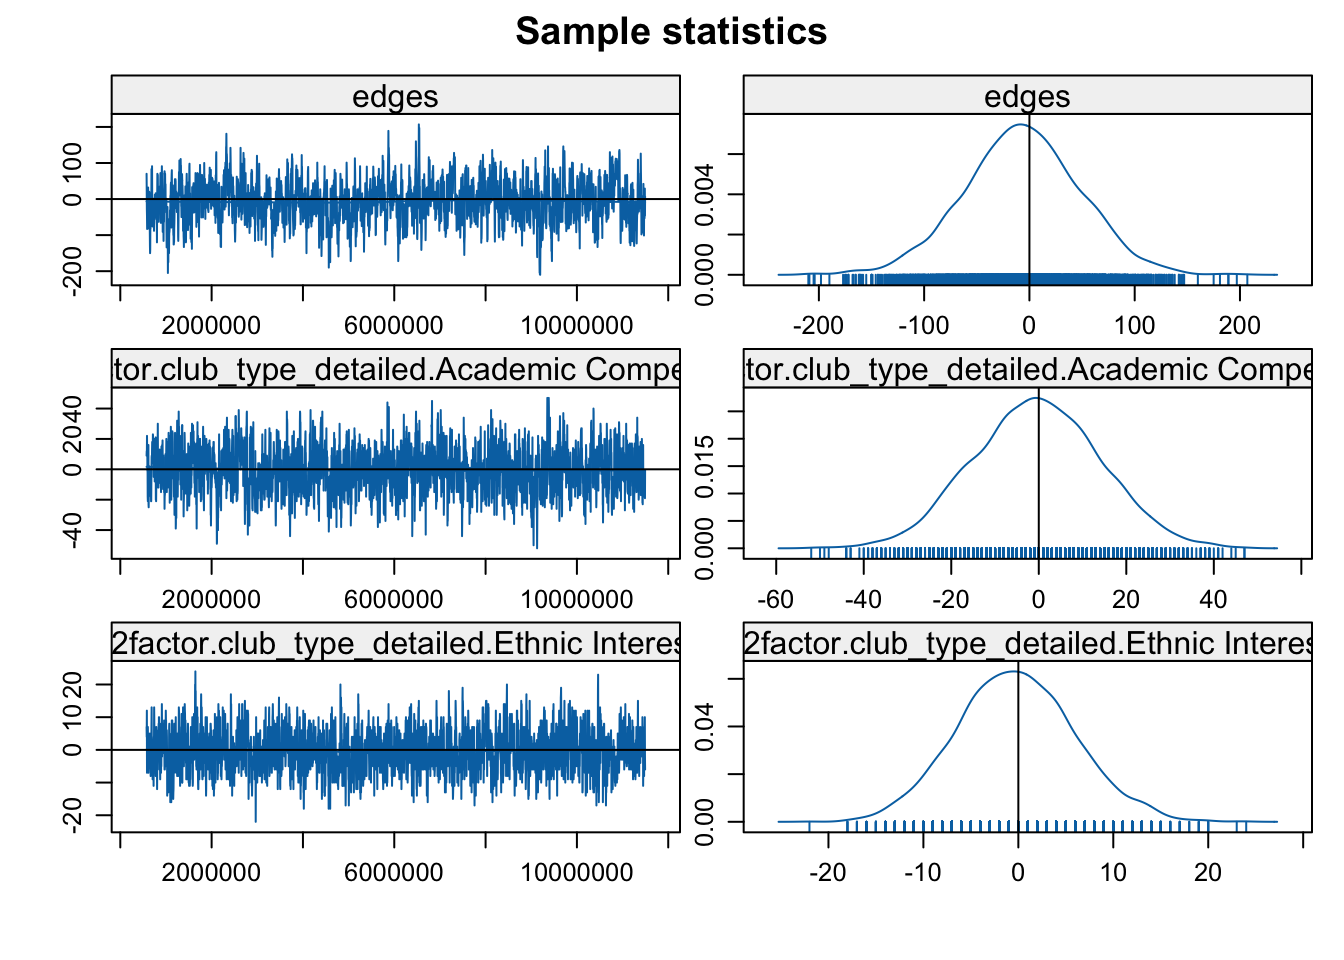 Sample statistics
edges
edges
-200 0 100
0.000 0.004
2000000 6000000 10000000
-200 -100 0 100 200
tor.club_type_detailed.Academic Compe
tor.club_type_detailed.Academic Compe
-40 0 20 40
0.000 0.015
2000000 6000000 10000000
-60 -40 -20 0 20 40
2factor.club_type_detailed.Ethnic Interes
2factor.club_type_detailed.Ethnic Interes
-20 0 10 20
0.00 0.04
2000000 6000000 10000000
-20 -10 0 10 20